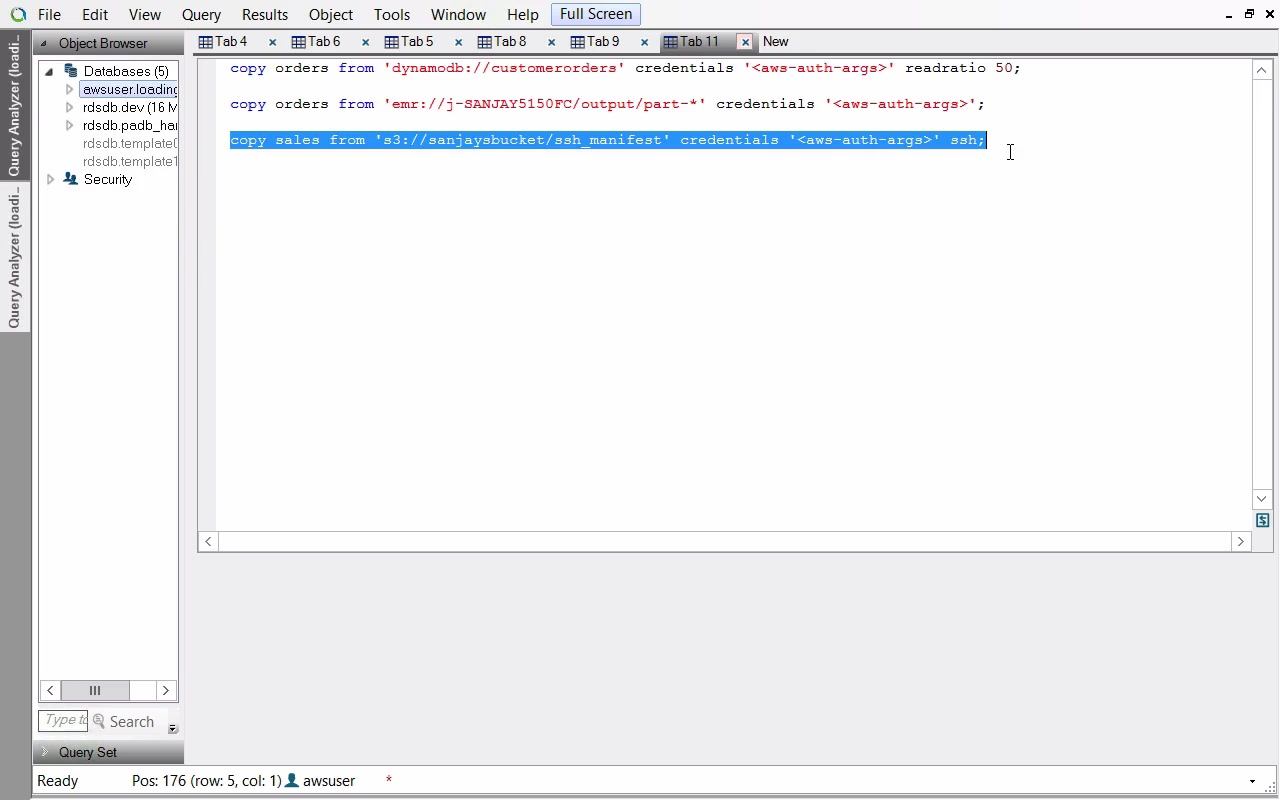 File Edit View Query Results Object Tools Window Help Full Screen
Object Browser
Tab 4 Tab 6 Tab 5 Tab 8 Tab 9 Tab 11 New
Query Analyzer (loadi...
Query Analyzer (loadi...
Databases (5)
awsuser.loading
rdsdb.dev (16 M
rdsdb.padb_har
rdsdb.template0
rdsdb.template1
Security
copy orders from 'dynamodb://customerorders' credentials '<aws-auth-args>' readratio 50;
copy orders from 'emr://j-SANJAY5150FC/output/part-*' credentials '<aws-auth-args>';
copy sales from 's3://sanjaysbucket/ssh_manifest' credentials '<aws-auth-args>' ssh;
Type to Search
Query Set
Ready Pos: 176 (row: 5, col: 1) awsuser *